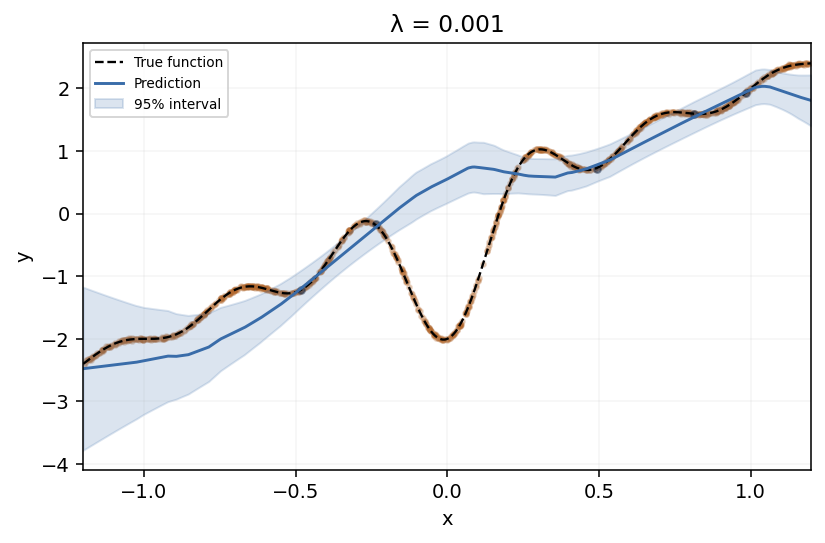 λ = 0.001
True function
Prediction
95% interval
y
2
1
0
−1
−2
−3
−4
−1.0 −0.5 0.0 0.5 1.0
x